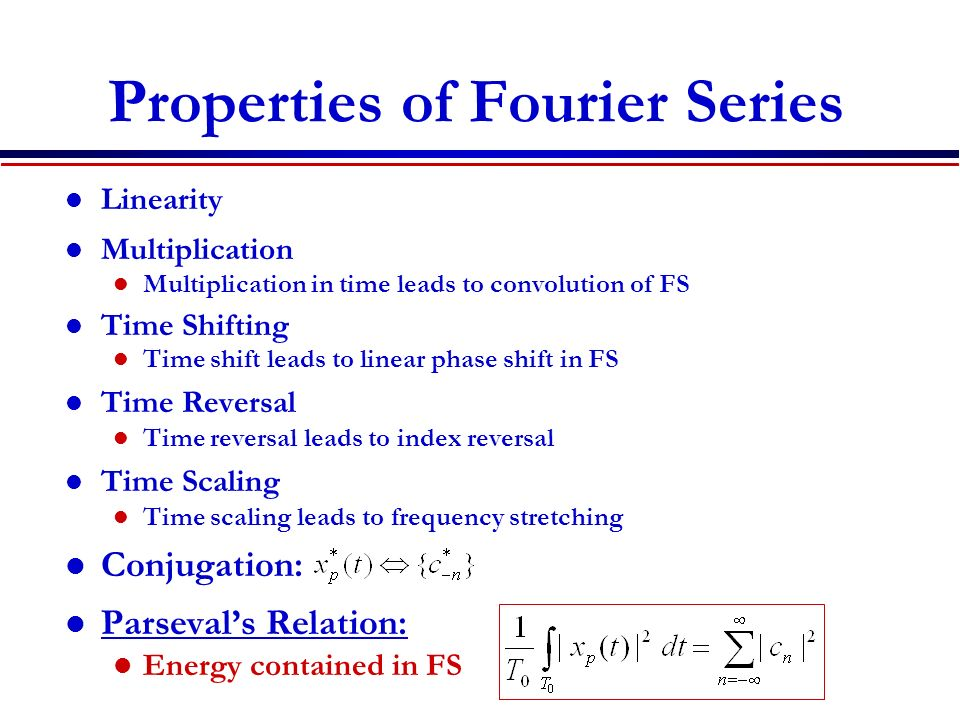 Properties of Fourier Series
● Linearity
● Multiplication
● Multiplication in time leads to convolution of FS
● Time Shifting
● Time shift leads to linear phase shift in FS
● Time Reversal
● Time reversal leads to index reversal
● Time Scaling
● Time scaling leads to frequency stretching
● Conjugation: x_p^*(t) ⇔ {c_{-n}^*}
● Parseval’s Relation:
● Energy contained in FS
\frac{1}{T_0} \int_{T_0} | x_p(t) |^2 dt = \sum_{n=-∞}^{∞} | c_n |^2